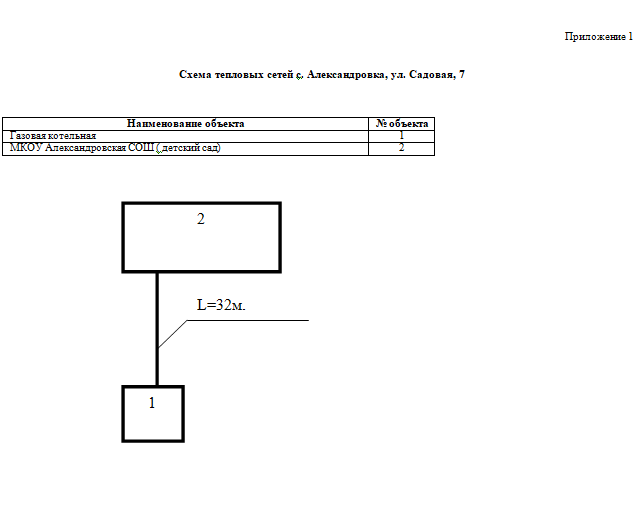 Приложение 1
Схема тепловых сетей с. Александровка, ул. Садовая, 7
Наименование объекта № объекта
Газовая котельная 1
МКОУ Александровская СОШ (,детский сад) 2
2
L=32м.
1